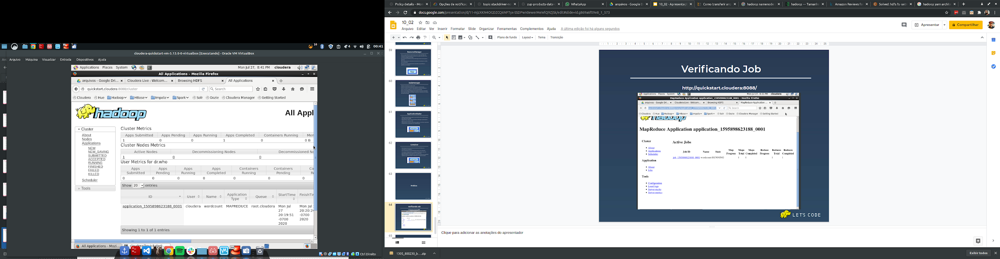 00:41
cloudera-quickstart-vm-5.13.0-0-virtualbox [Executando] - Oracle VM VirtualBox
Arquivo Máquina Visualizar Entrada Dispositivos Ajuda
Applications Places System Mon Jul 27, 8:41 PM cloudera
All Applications - Mozilla Firefox
arquivos - Google Dri... Cloudera Live : Welcom... Browsing HDFS All Applications
quickstart.cloudera:8088/cluster Search
Cloudera Hue Hadoop HBase Impala Spark Solr Oozie Cloudera Manager Getting Started
hadoop
All Appl
Cluster
About
Nodes
Applications
NEW
NEW_SAVING
SUBMITTED
ACCEPTED
RUNNING
FINISHED
FAILED
KILLED
Scheduler
Tools
Cluster Metrics
Apps Submitted Apps Pending Apps Running Apps Completed Containers Running Men
1 0 0 1 0 0 B
Cluster Nodes Metrics
Active Nodes Decommissioning Nodes Decommissioned No
1 0 0
User Metrics for dr.who
Apps Submitted Apps Pending Apps Running Apps Completed Containers Running Containers Pending Co
0 0 0 0 0 0
Show 20 entries
ID User Name Application Type Queue StartTime FinishTin
application_1595898623188_0001 cloudera wordcount MAPREDUCE root.cloudera Mon Jul Mon Jul
27 20:20:24
20:19:51 -0700
-0700 2020
2020
Showing 1 to 1 of 1 entries
All Applications - Mozi... cloudera@quickstart:
Ctrl Direito
Policy details – Mon Opções de notifica topic-stackdriver-no zup-products-data- WhatsApp arquivos - Google D 10_02 - Apresentaç Como transferir arq hadoop namenode hadoop — Tamanh Amazon Reviews fo Solved: hdfs fs -setr hadoop yarn archite
docs.google.com/presentation/d/11-mjzXKN4OGDZCQ6NFTyx-SSDPwn0ewerMeWlQ9ZjSk/edit#slide=id.g869a6f09e8_1_573
10_02
Arquivo Editar Ver Inserir Formatar Slide Organizar Ferramentas Complementos Ajuda A última edição foi há alguns segundos
Apresentar Compartilhar
Plano de fundo Layout Tema Transição
59 ResourceManager
60 NodeManager
61 ApplicationMaster
62 Container
63 Prática
64 Verificando Job
65
Verificando Job
http://quickstart.cloudera:8088/
Applications Places System Mon Jul 27, 8:21 PM cloudera
MapReduce Application application_1595898623188_0001 - Mozilla Firefox
arquivos - Google Dri... Cloudera Live : Welcom... Browsing HDFS MapReduce Application ...
quickstart.cloudera:8088/proxy/application_1595898623188_0001 Search
Cloudera Hue Hadoop HBase Impala Spark Solr Oozie Cloudera Manager Getting Started
MapReduce Application application_1595898623188_0001
Cluster
About
Applications
Scheduler
Application
About
Jobs
Tools
Configuration
Local logs
Server stacks
Server metrics
Active Jobs
Job ID Name State Map Progress Maps Total Maps Completed Reduce Progress Reduces Total Reduces Completed
job_1595898623188_0001 wordcount RUNNING 1 1 1 1
LET'S CODE
Clique para adicionar as anotações do apresentador
1305_800230_b....zip
Exibir todos